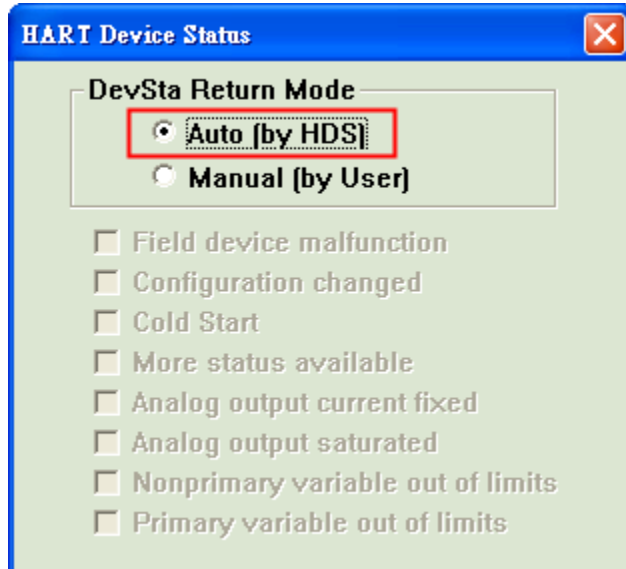 HART Device Status
DevSta Return Mode
Auto (by HDS)
Manual (by User)
Field device malfunction
Configuration changed
Cold Start
More status available
Analog output current fixed
Analog output saturated
Nonprimary variable out of limits
Primary variable out of limits